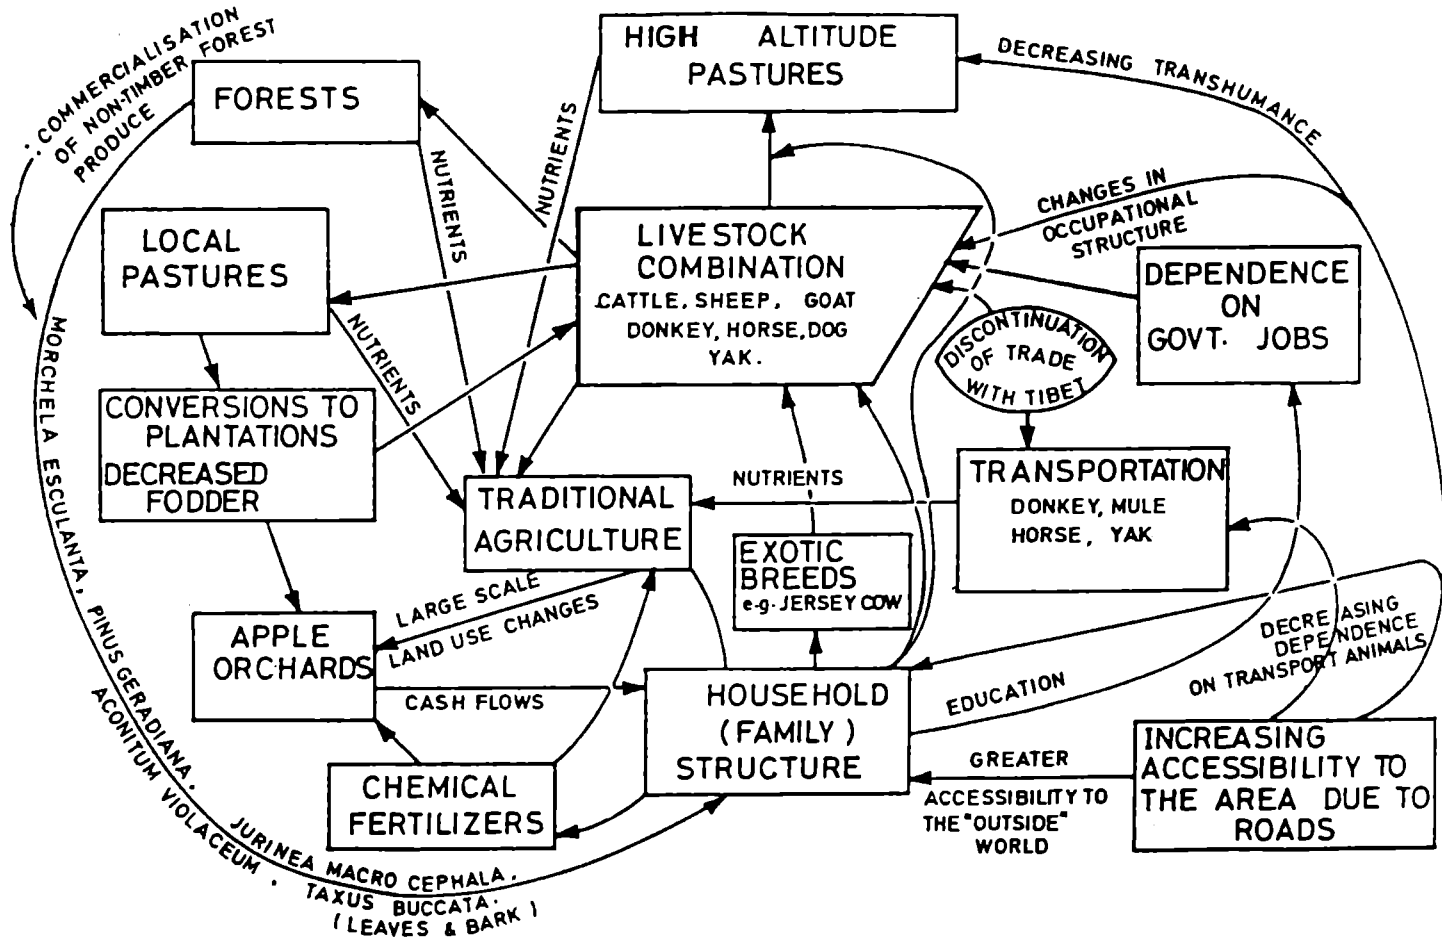 : COMMERCIALISATION
OF NON-TIMBER FOREST
PRODUCE
FORESTS
HIGH ALTITUDE
PASTURES
DECREASING TRANSHUMANCE
NUTRIENTS
NUTRIENTS
CHANGES IN
OCCUPATIONAL
STRUCTURE
LOCAL
PASTURES
LIVESTOCK
COMBINATION
CATTLE, SHEEP, GOAT
DONKEY, HORSE, DOG
YAK.
DEPENDENCE
ON
GOVT. JOBS
DISCONTINUATION
OF TRADE
WITH TIBET
NUTRIENTS
CONVERSIONS TO
PLANTATIONS
DECREASED
FODDER
TRADITIONAL
AGRICULTURE
NUTRIENTS
TRANSPORTATION
DONKEY, MULE
HORSE, YAK
EXOTIC
BREEDS
e.g. JERSEY COW
LARGE SCALE
LAND USE CHANGES
APPLE
ORCHARDS
CASH FLOWS
HOUSEHOLD
(FAMILY)
STRUCTURE
EDUCATION
DECREASING
DEPENDENCE
ON TRANSPORT ANIMALS
CHEMICAL
FERTILIZERS
GREATER
ACCESSIBILITY TO
THE "OUTSIDE"
WORLD
INCREASING
ACCESSIBILITY TO
THE AREA DUE TO
ROADS
MORCHELA ESCULANTA, PINUS GERADIANA,
ACONITUM VIOLACEUM,
JURINEA MACRO CEPHALA,
TAXUS BUCCATA.
(LEAVES & BARK)